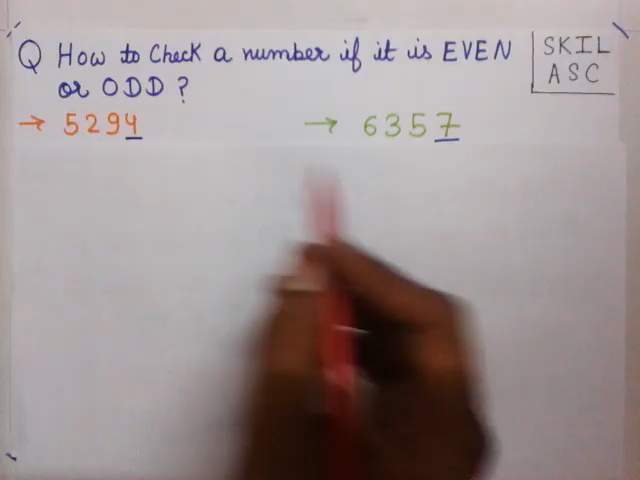 Q How to Check a number if it is EVEN
or ODD ?
SKIL
ASC
→ 5294
→ 6357